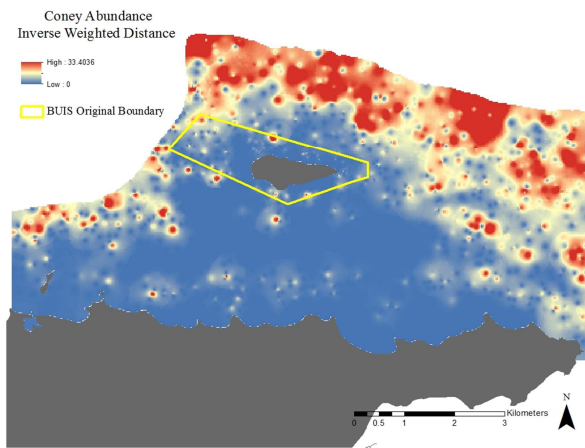 Coney Abundance
Inverse Weighted Distance
High : 33.4036
Low : 0
BUIS Original Boundary
N
Kilometers
0 0.5 1 2 3